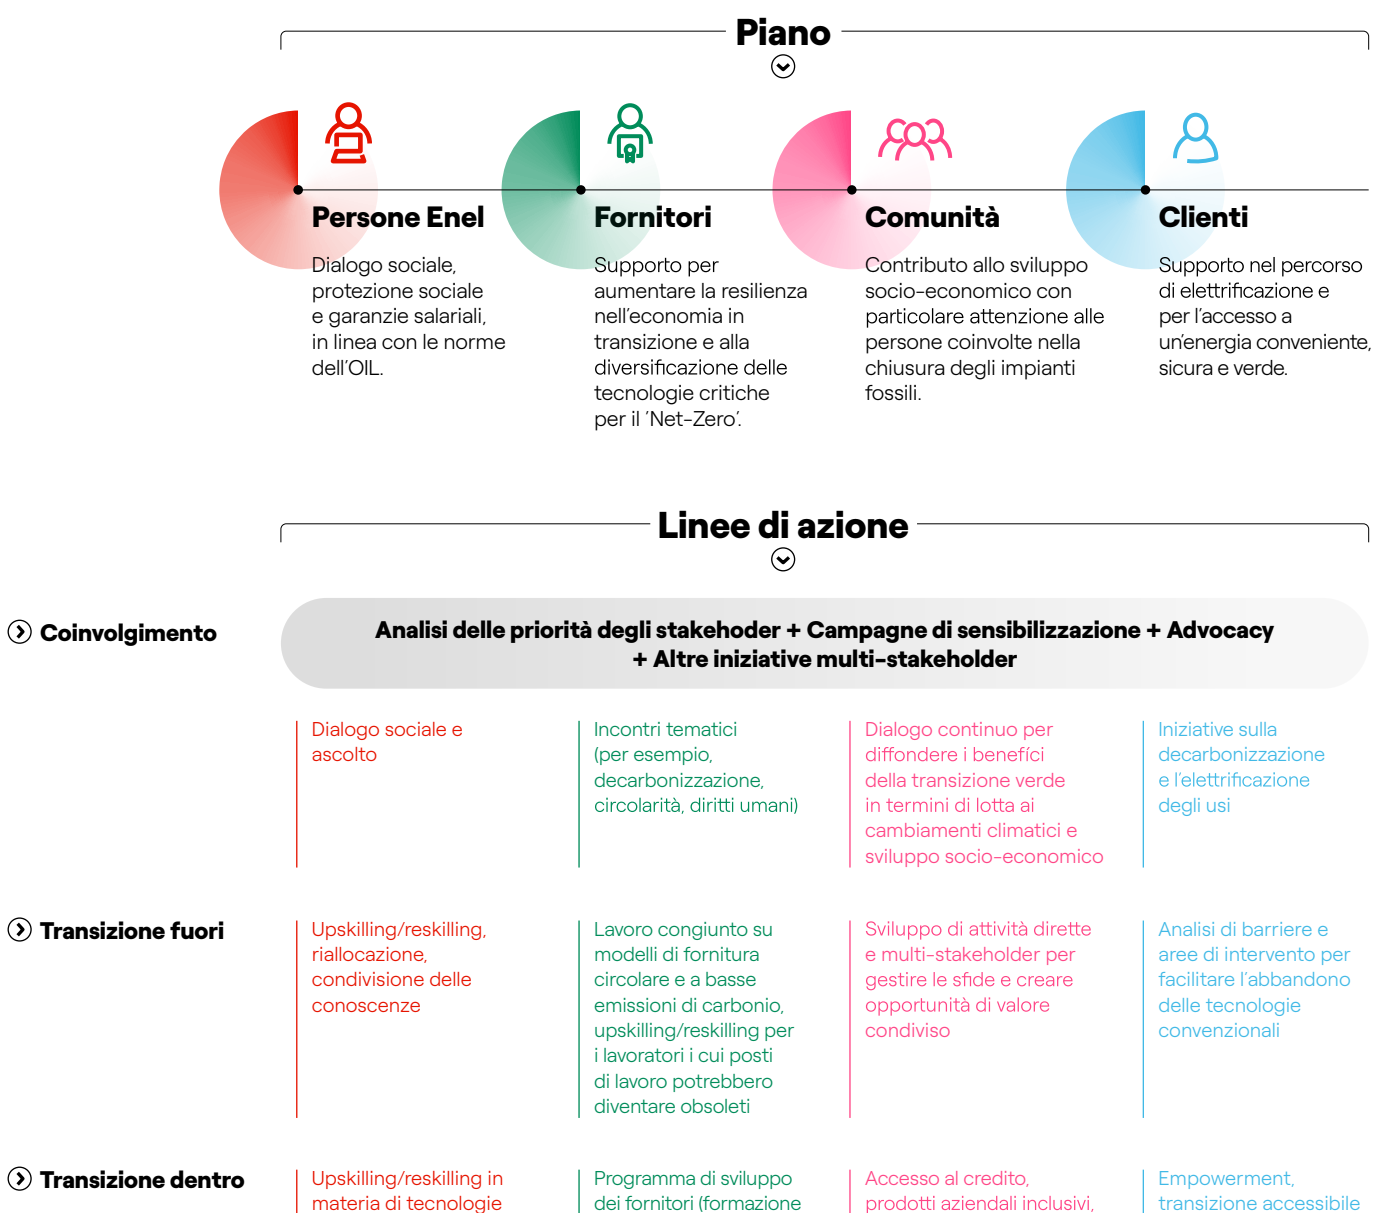 Piano
Persone Enel
Dialogo sociale,
protezione sociale
e garanzie salariali,
in linea con le norme
dell'OIL.
Fornitori
Supporto per
aumentare la resilienza
nell'economia in
transizione e alla
diversificazione delle
tecnologie critiche
per il 'Net-Zero'.
Comunità
Contributo allo sviluppo
socio-economico con
particolare attenzione alle
persone coinvolte nella
chiusura degli impianti
fossili.
Clienti
Supporto nel percorso
di elettrificazione e
per l'accesso a
un'energia conveniente,
sicura e verde.
Linee di azione
Coinvolgimento
Analisi delle priorità degli stakehoder + Campagne di sensibilizzazione + Advocacy
+ Altre iniziative multi-stakeholder
Dialogo sociale e
ascolto
Incontri tematici
(per esempio,
decarbonizzazione,
circolarità, diritti umani)
Dialogo continuo per
diffondere i benefíci
della transizione verde
in termini di lotta ai
cambiamenti climatici e
sviluppo socio-economico
Iniziative sulla
decarbonizzazione
e l'elettrificazione
degli usi
Transizione fuori
Upskilling/reskilling,
riallocazione,
condivisione delle
conoscenze
Lavoro congiunto su
modelli di fornitura
circolare e a basse
emissioni di carbonio,
upskilling/reskilling per
i lavoratori i cui posti
di lavoro potrebbero
diventare obsoleti
Sviluppo di attività dirette
e multi-stakeholder per
gestire le sfide e creare
opportunità di valore
condiviso
Analisi di barriere e
aree di intervento per
facilitare l'abbandono
delle tecnologie
convenzionali
Transizione dentro
Upskilling/reskilling in
materia di tecnologie
Programma di sviluppo
dei fornitori (formazione
Accesso al credito,
prodotti aziendali inclusivi,
Empowerment,
transizione accessibile